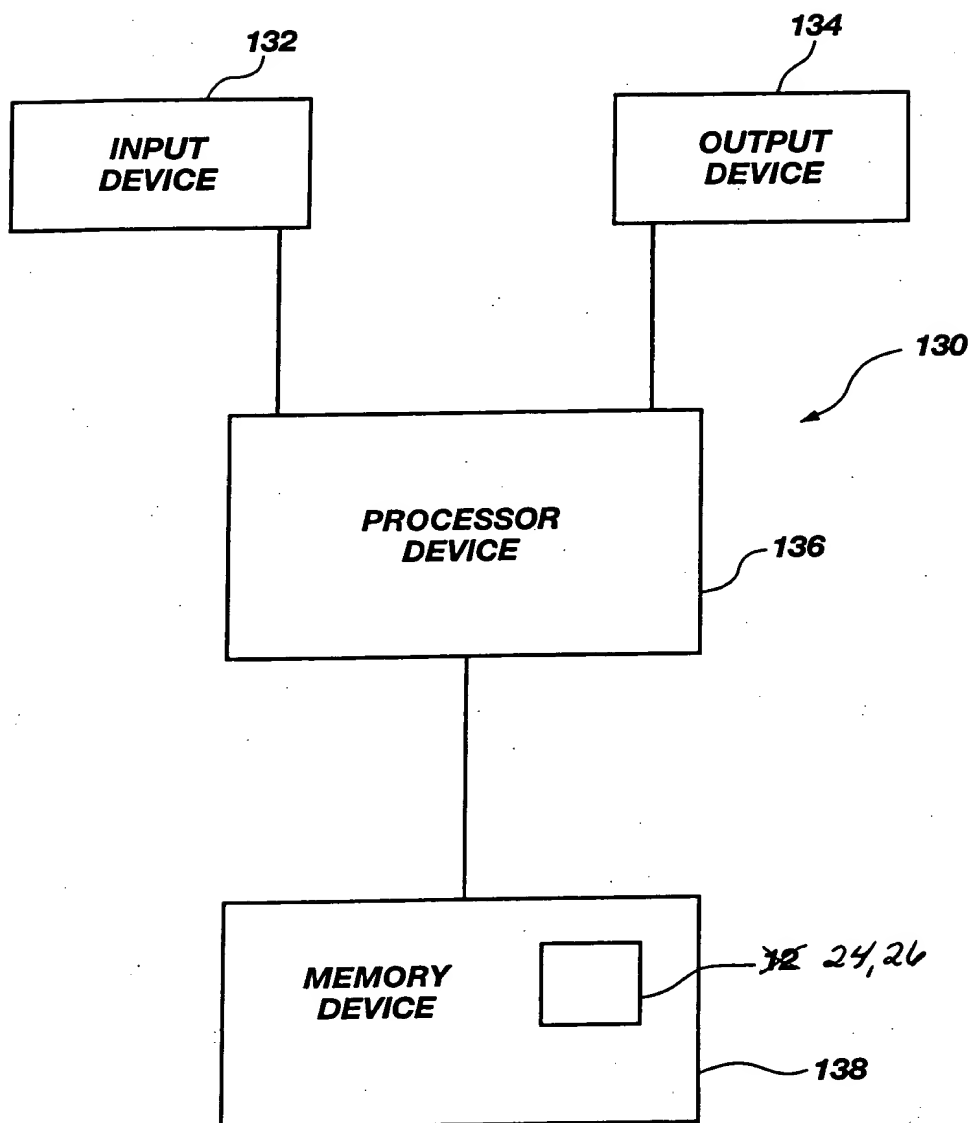 132
134
INPUT
DEVICE
OUTPUT
DEVICE
130
PROCESSOR
DEVICE
136
MEMORY
DEVICE
12 24, 26
138